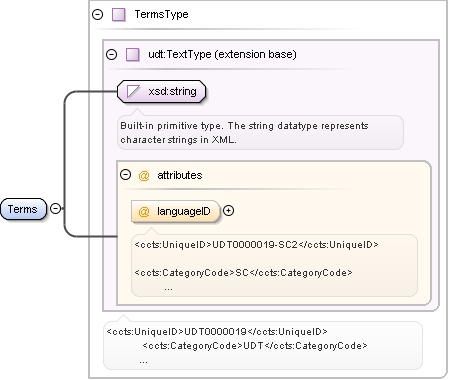 TermsType
udt:TextType (extension base)
xsd:string
Built-in primitive type. The string datatype represents
character strings in XML.
@ attributes
languageID
Terms
<ccts:UniqueID>UDT0000019-SC2</ccts:UniqueID>
<ccts:CategoryCode>SC</ccts:CategoryCode>
...
<ccts:UniqueID>UDT0000019</ccts:UniqueID>
<ccts:CategoryCode>UDT</ccts:CategoryCode>
...